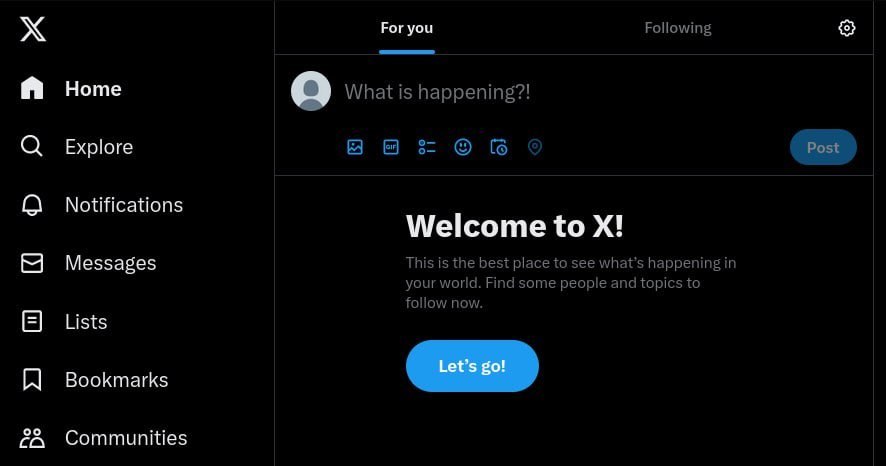 For you
Following
Home
What is happening?!
Explore
GIF
Post
Notifications
Welcome to X!
Messages
This is the best place to see what's happening in
your world. Find some people and topics to
follow now.
Lists
Let's go!
Bookmarks
Communities